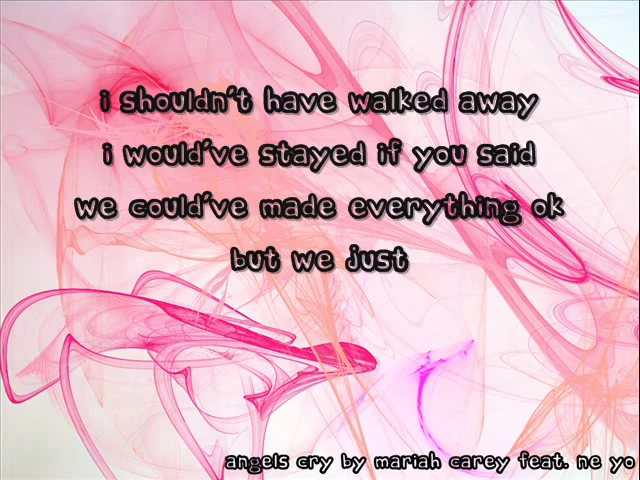 i shouldn't have walked away
i would've stayed if you said
we could've made everything ok
but we just
angels cry by mariah carey feat. ne yo